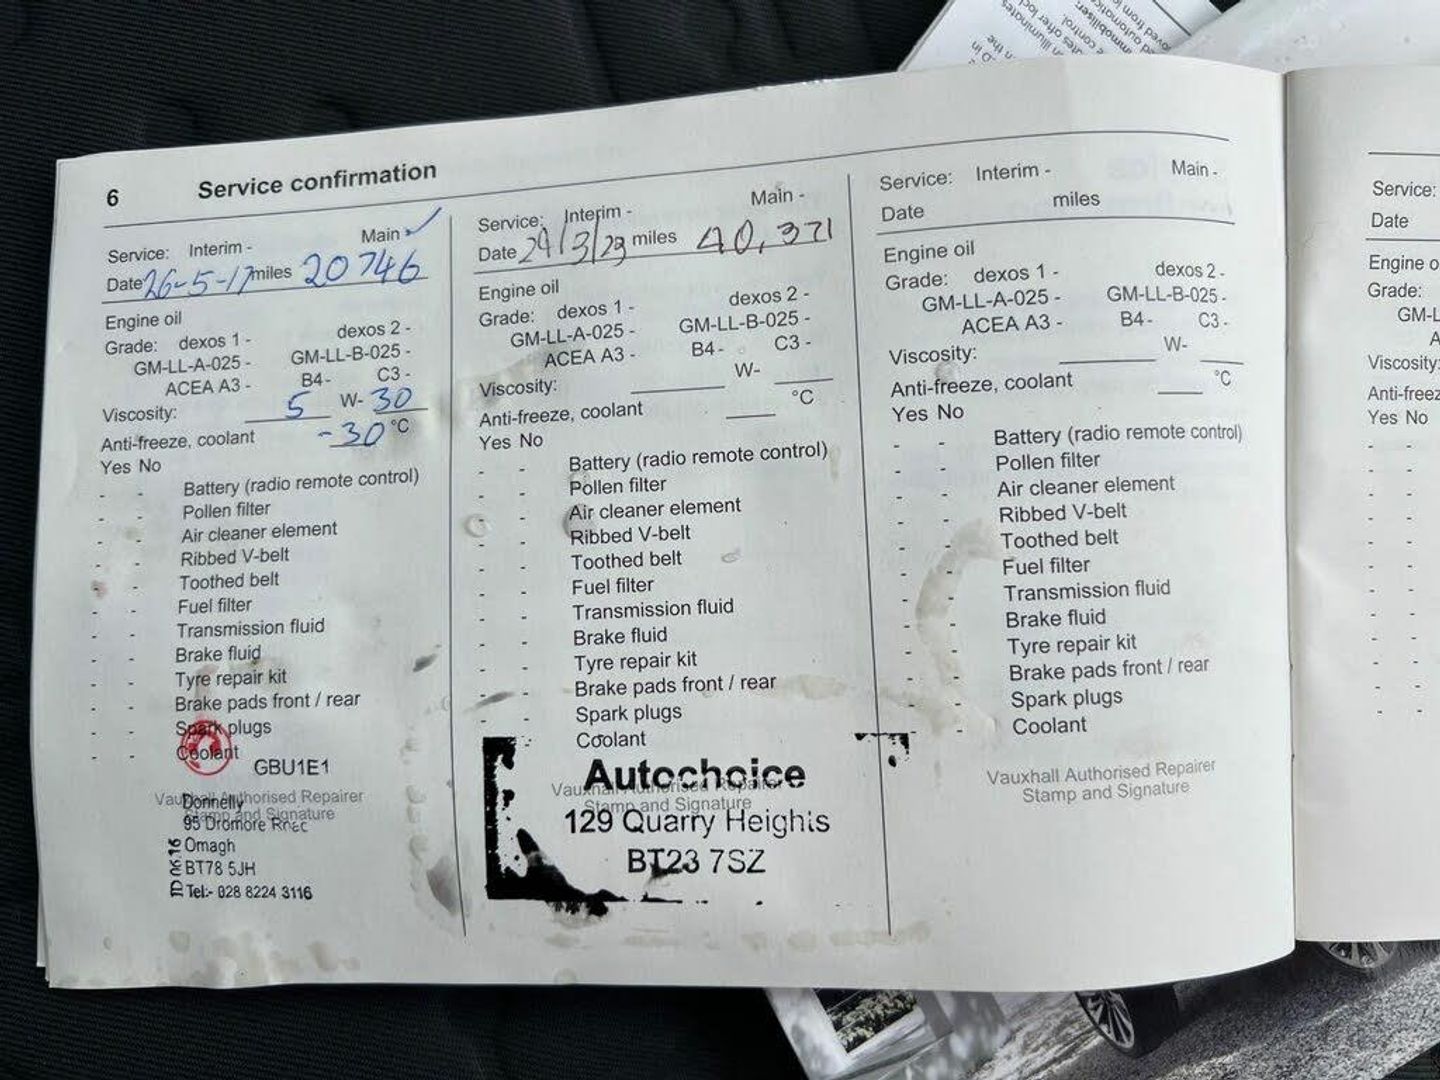 6 Service confirmation
Service: Interim - Main -
Date 26-5-17 miles 20746
Engine oil
Grade: dexos 1 - dexos 2 -
GM-LL-A-025 - GM-LL-B-025 -
ACEA A3 - B4 - C3 -
Viscosity: 5 W- 30
Anti-freeze, coolant -30 °C
Yes No
- - Battery (radio remote control)
- - Pollen filter
- - Air cleaner element
- - Ribbed V-belt
- - Toothed belt
- - Fuel filter
- - Transmission fluid
- - Brake fluid
- - Tyre repair kit
- - Brake pads front / rear
- - Spark plugs
- - Coolant
GBU1E1
Vauxhall Authorised Repairer
Stamp and Signature
Donnelly
95 Dromore
Omagh
BT78 5JH
Tel:- 028 8224 3116
ID 06.16
Service: Interim - Main -
Date 29/3/23 miles 40,371
Engine oil
Grade: dexos 1 - dexos 2 -
GM-LL-A-025 - GM-LL-B-025 -
ACEA A3 - B4 - C3 -
Viscosity: W-
Anti-freeze, coolant °C
Yes No
- - Battery (radio remote control)
- - Pollen filter
- - Air cleaner element
- - Ribbed V-belt
- - Toothed belt
- - Fuel filter
- - Transmission fluid
- - Brake fluid
- - Tyre repair kit
- - Brake pads front / rear
- - Spark plugs
- - Coolant
Vauxhall Authorised Repairer
Stamp and Signature
Autochoice
129 Quarry Heights
BT23 7SZ
Service: Interim - Main -
Date miles
Engine oil
Grade: dexos 1 - dexos 2 -
GM-LL-A-025 - GM-LL-B-025 -
ACEA A3 - B4 - C3 -
Viscosity: W-
Anti-freeze, coolant °C
Yes No
- - Battery (radio remote control)
- - Pollen filter
- - Air cleaner element
- - Ribbed V-belt
- - Toothed belt
- - Fuel filter
- - Transmission fluid
- - Brake fluid
- - Tyre repair kit
- - Brake pads front / rear
- - Spark plugs
- - Coolant
Vauxhall Authorised Repairer
Stamp and Signature
Service:
Date
Engine o
Grade:
GM-L
A
Viscosity:
Anti-freez
Yes No